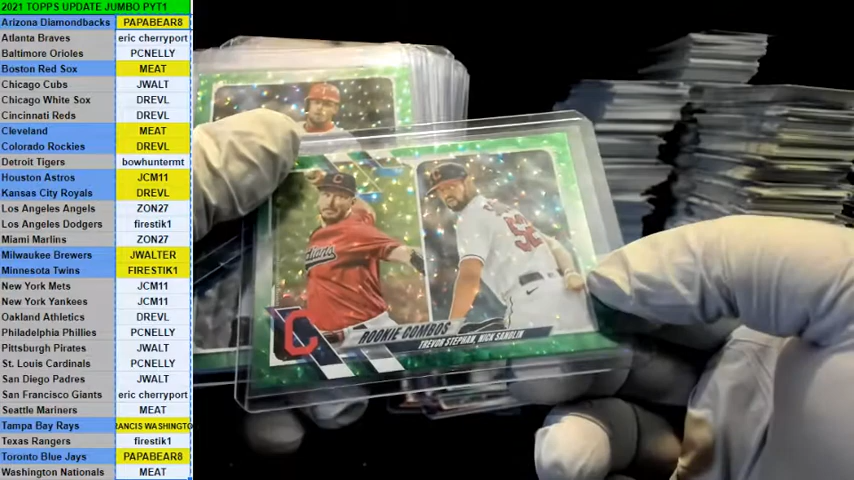 2021 TOPPS UPDATE JUMBO PYT1
Arizona Diamondbacks PAPABEAR8
Atlanta Braves eric cherryport
Baltimore Orioles PCNELLY
Boston Red Sox MEAT
Chicago Cubs JWALT
Chicago White Sox DREVL
Cincinnati Reds DREVL
Cleveland MEAT
Colorado Rockies DREVL
Detroit Tigers bowhuntermt
Houston Astros JCM11
Kansas City Royals DREVL
Los Angeles Angels ZON27
Los Angeles Dodgers firestik1
Miami Marlins ZON27
Milwaukee Brewers JWALTER
Minnesota Twins FIRESTIK1
New York Mets JCM11
New York Yankees JCM11
Oakland Athletics DREVL
Philadelphia Phillies PCNELLY
Pittsburgh Pirates JWALT
St. Louis Cardinals PCNELLY
San Diego Padres JWALT
San Francisco Giants eric cherryport
Seattle Mariners MEAT
Tampa Bay Rays RANCIS WASHINGTO
Texas Rangers firestik1
Toronto Blue Jays PAPABEAR8
Washington Nationals MEAT
Indians
52
C
ROOKIE COMBOS
TREVOR STEPHAN, NICK SANDLIN